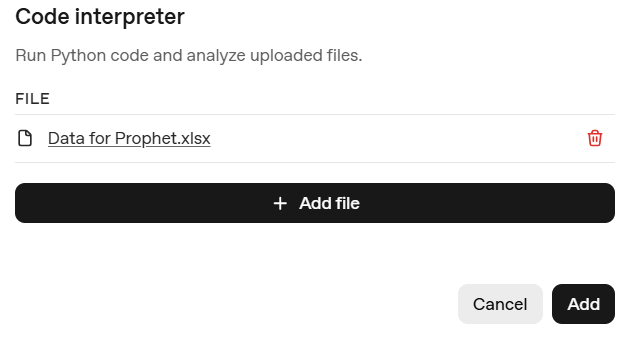 Code interpreter
Run Python code and analyze uploaded files.
FILE
Data for Prophet.xlsx
+ Add file
Cancel
Add